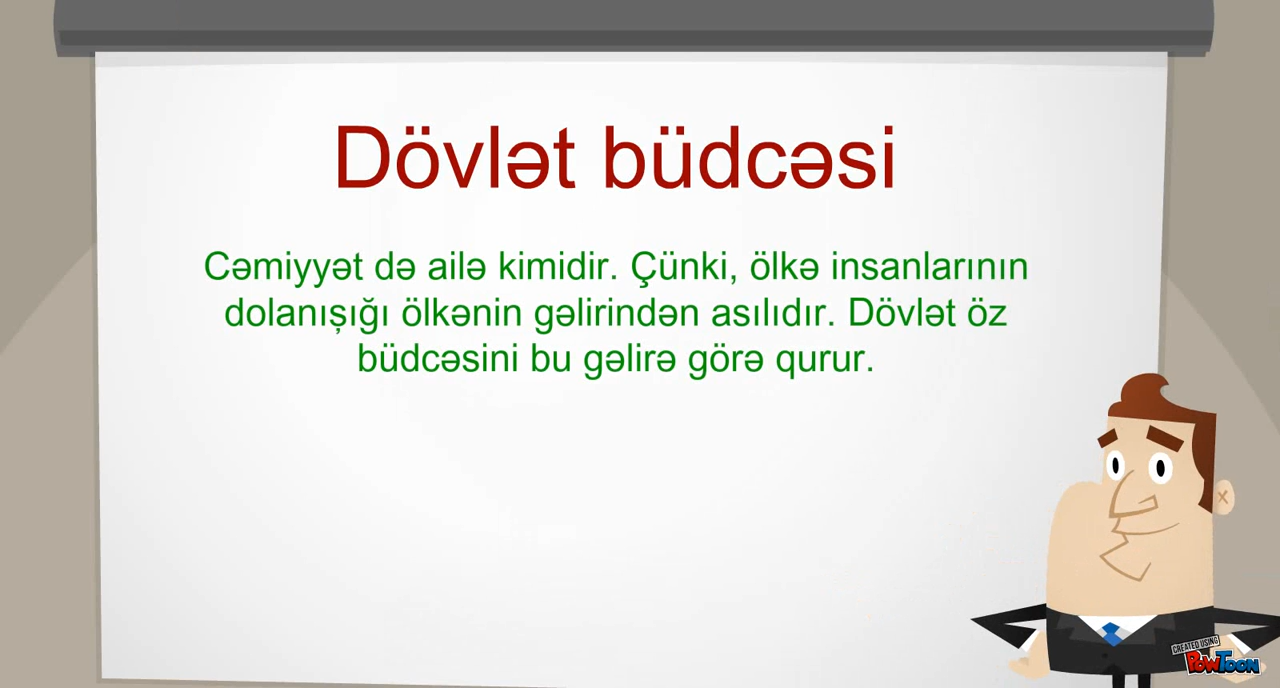 Dövlət büdcəsi
Cəmiyyət də ailə kimidir. Çünki, ölkə insanlarının
dolanışığı ölkənin gəlirindən asılıdır. Dövlət öz
büdcəsini bu gəlirə görə qurur.
CREATED USING
POWTOON